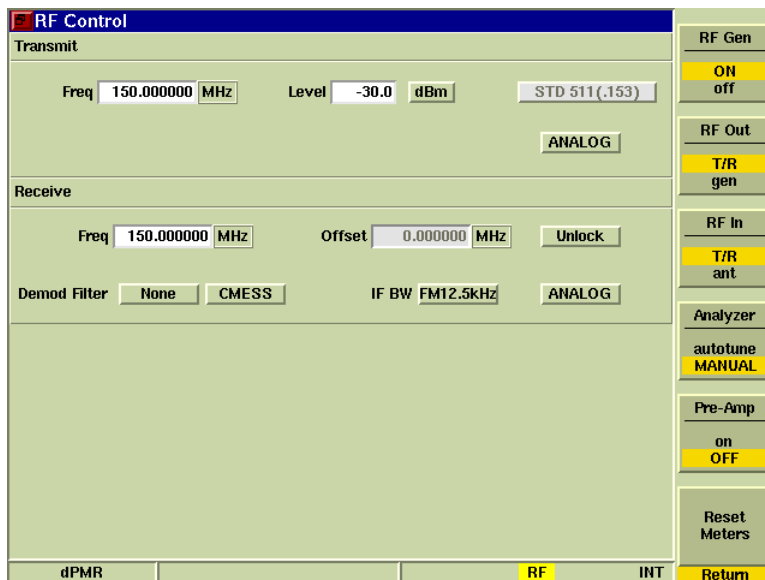 RF Control
Transmit
Freq 150.000000 MHz Level -30.0 dBm STD 511(.153)
ANALOG
Receive
Freq 150.000000 MHz Offset 0.000000 MHz Unlock
Demod Filter None CMESS IF BW FM12.5kHz ANALOG
RF Gen
ON
off
RF Out
T/R
gen
RF In
T/R
ant
Analyzer
autotune
MANUAL
Pre-Amp
on
OFF
Reset
Meters
Return
dPMR RF INT